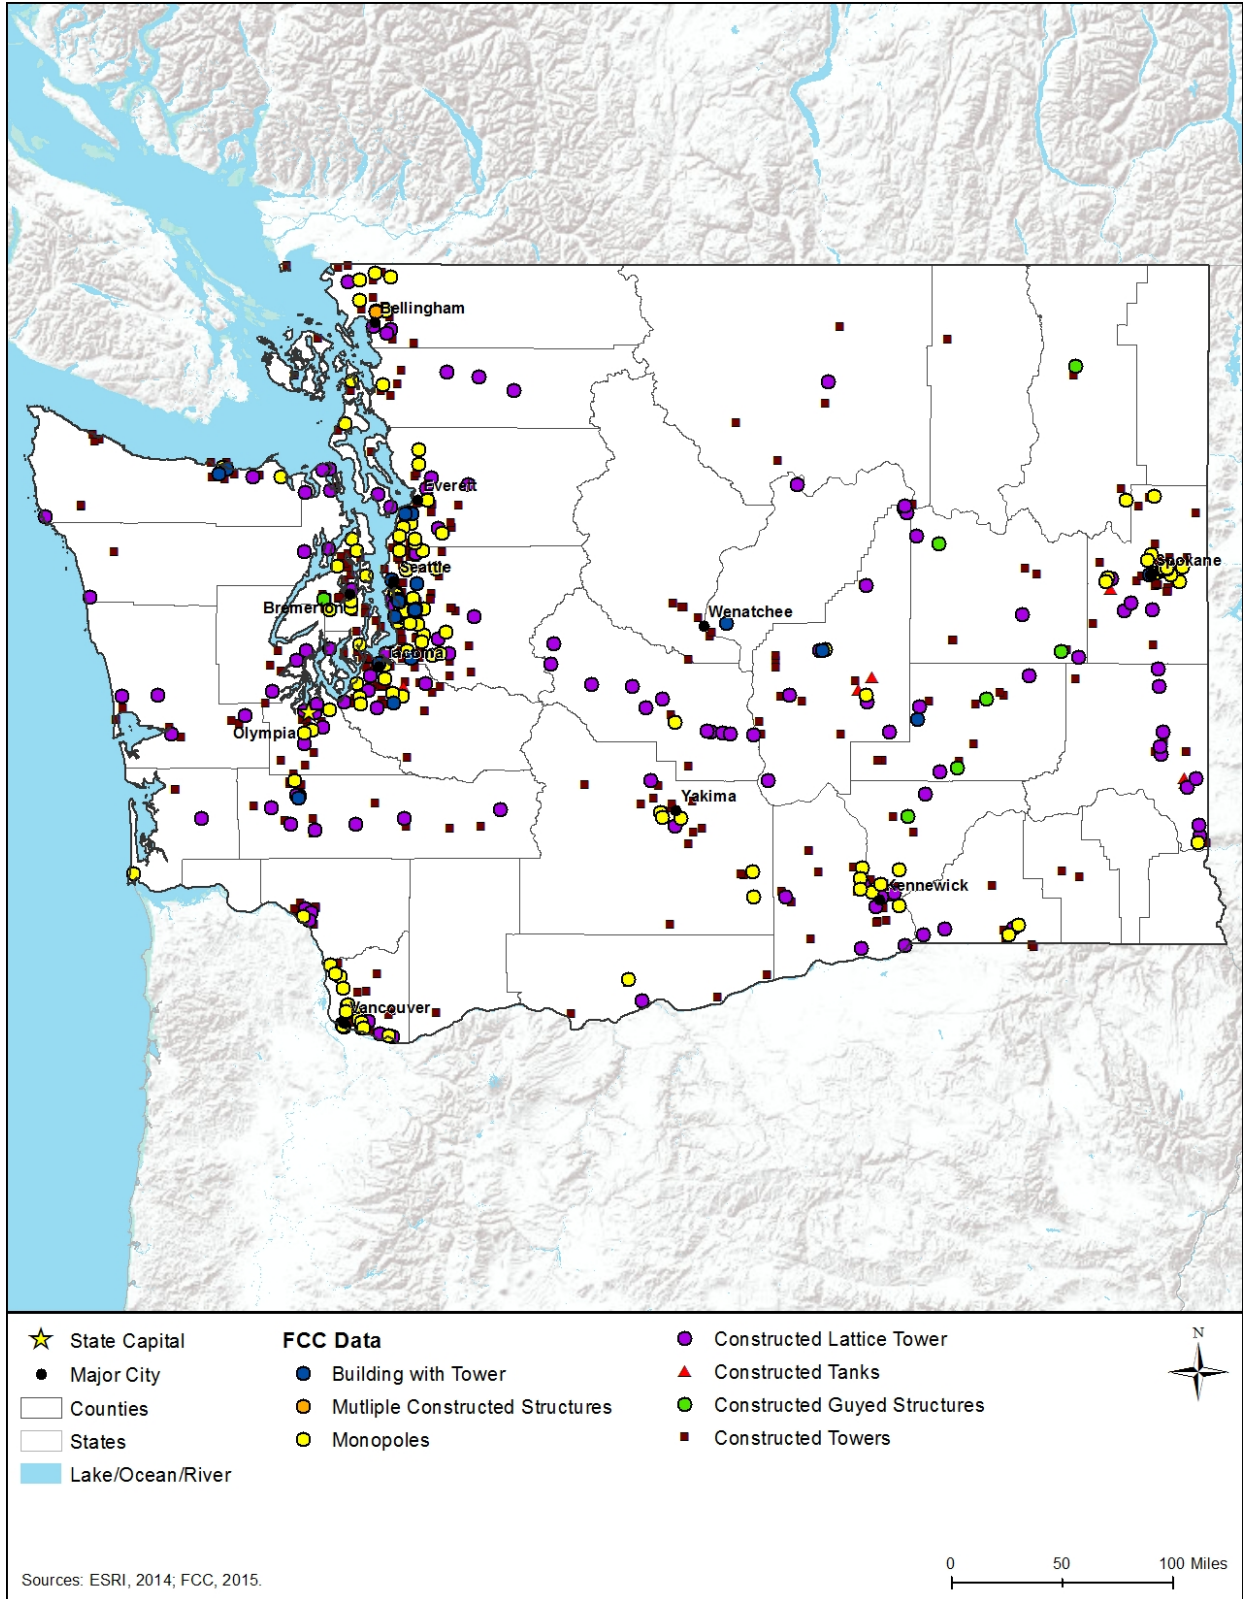 Bellingham
Everett
Seattle
Spokane
Bremerton
Wenatchee
Tacoma
Olympia
Yakima
Kennewick
Vancouver
State Capital
Major City
Counties
States
Lake/Ocean/River
FCC Data
Building with Tower
Mutliple Constructed Structures
Monopoles
Constructed Lattice Tower
Constructed Tanks
Constructed Guyed Structures
Constructed Towers
N
0 50 100 Miles
Sources: ESRI, 2014; FCC, 2015.